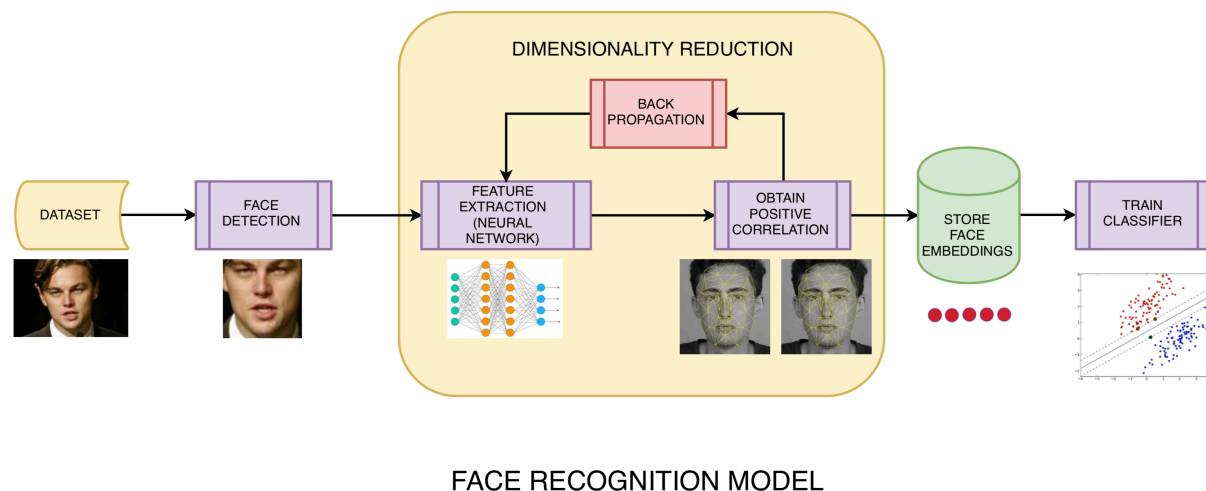 DIMENSIONALITY REDUCTION
BACK
PROPAGATION
DATASET
FACE
DETECTION
FEATURE
EXTRACTION
(NEURAL
NETWORK)
OBTAIN
POSITIVE
CORRELATION
STORE
FACE
EMBEDDINGS
TRAIN
CLASSIFIER
FACE RECOGNITION MODEL